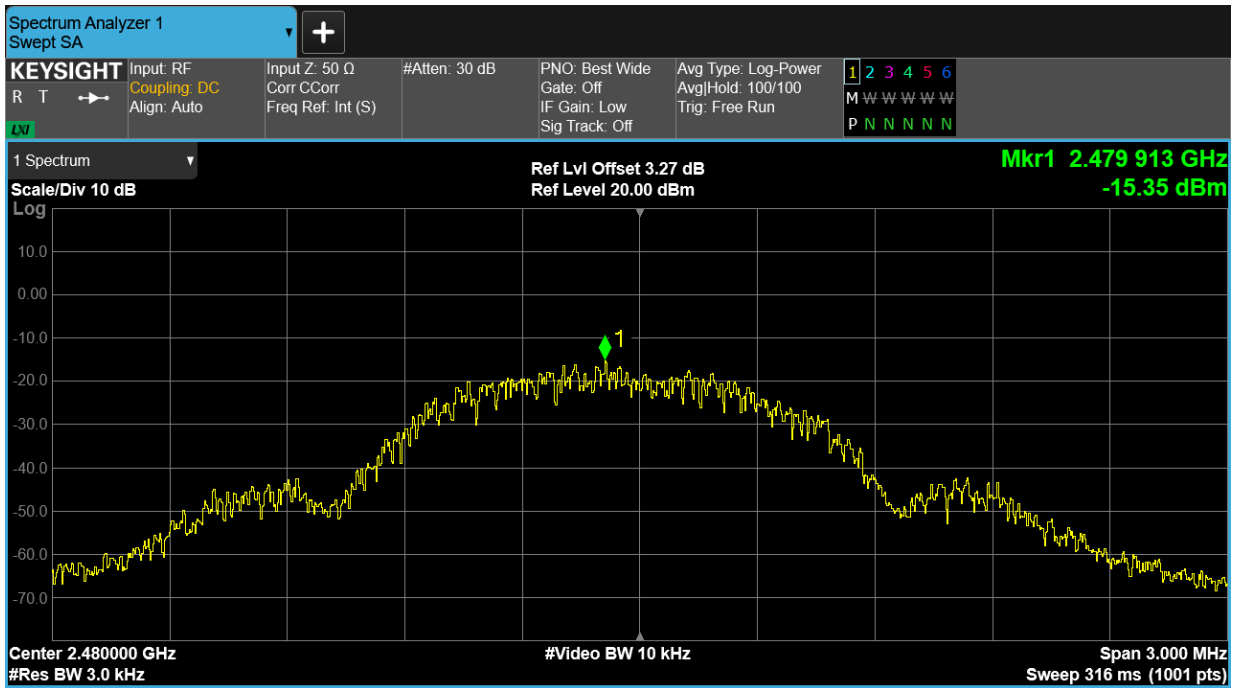 Spectrum Analyzer 1
Swept SA
KEYSIGHT
R T
LXI
Input: RF
Coupling: DC
Align: Auto
Input Z: 50 Ω
Corr CCorr
Freq Ref: Int (S)
#Atten: 30 dB
PNO: Best Wide
Gate: Off
IF Gain: Low
Sig Track: Off
Avg Type: Log-Power
Avg|Hold: 100/100
Trig: Free Run
1 2 3 4 5 6
M W W W W W
P N N N N N
1 Spectrum
Scale/Div 10 dB
Log
Ref Lvl Offset 3.27 dB
Ref Level 20.00 dBm
Mkr1 2.479 913 GHz
-15.35 dBm
10.0
0.00
-10.0
-20.0
-30.0
-40.0
-50.0
-60.0
-70.0
1
Center 2.480000 GHz
#Res BW 3.0 kHz
#Video BW 10 kHz
Span 3.000 MHz
Sweep 316 ms (1001 pts)